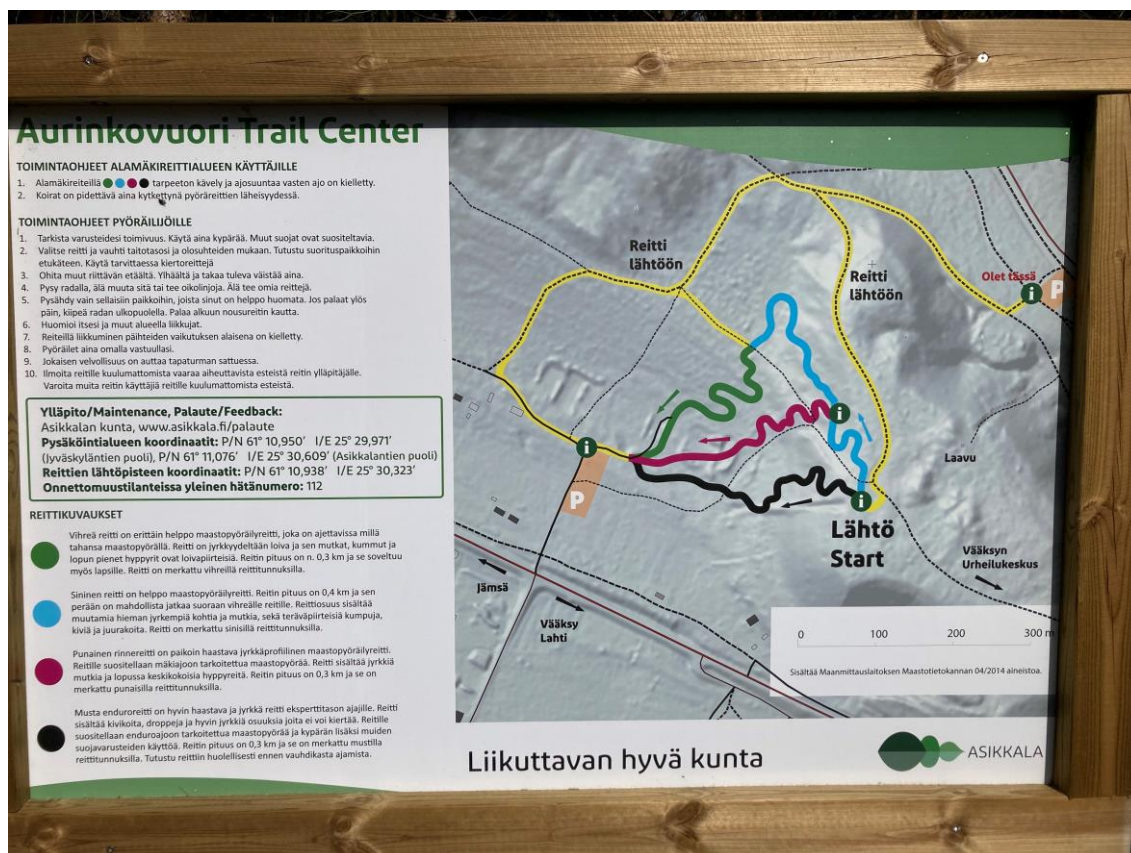 Aurinkovuori Trail Center
TOIMINTAOHJEET ALAMÄKIREITTIALUEEN KÄYTTÄJILLE
1. Alamäkireiteillä tarpeeton kävely ja ajosuuntaa vasten ajo on kielletty.
2. Koirat on pidettävä aina kytkettynä pyöräreittien läheisyydessä.
TOIMINTAOHJEET PYÖRÄILIJÖILLE
1. Tarkista varusteidesi toimivuus. Käytä aina kypärää. Muut suojat ovat suositeltavia.
2. Valitse reitti ja vauhti taitotasosi ja olosuhteiden mukaan. Tutustu suorituspaikkoihin
etukäteen. Käytä tarvittaessa kiertoreittejä
3. Ohita muut riittävän etäältä. Ylhäältä ja takaa tuleva väistää aina.
4. Pysy radalla, älä muuta sitä tai tee oikolinjoja. Älä tee omia reittejä.
5. Pysähdy vain sellaisiin paikkoihin, joista sinut on helppo huomata. Jos palaat ylös
päin, kiipeä radan ulkopuolella. Palaa alkuun nousureitin kautta.
6. Huomioi itsesi ja muut alueella liikkujat.
7. Reiteillä liikkuminen päihteiden vaikutuksen alaisena on kielletty.
8. Pyöräilet aina omalla vastuullasi.
9. Jokaisen velvollisuus on auttaa tapaturman sattuessa.
10. Ilmoita reitille kuulumattomista vaaraa aiheuttavista esteistä reitin ylläpitäjälle.
Varoita muita reitin käyttäjiä reitille kuulumattomista esteistä.
Ylläpito/Maintenance, Palaute/Feedback:
Asikkalan kunta, www.asikkala.fi/palaute
Pysäköintialueen koordinaatit: P/N 61° 10,950' I/E 25° 29,971'
(Jyväskyläntien puoli), P/N 61° 11,076' I/E 25° 30,609' (Asikkalantien puoli)
Reittien lähtöpisteen koordinaatit: P/N 61° 10,938' I/E 25° 30,323'
Onnettomuustilanteissa yleinen hätänumero: 112
REITTIKUVAUKSET
Vihreä reitti on erittäin helppo maastopyöräilyreitti, joka on ajettavissa millä
tahansa maastopyörällä. Reitti on jyrkkyydeltään loiva ja sen mutkat, kummut ja
lopun pienet hyppyrit ovat loivapiirteisiä. Reitin pituus on n. 0,3 km ja se soveltuu
myös lapsille. Reitti on merkattu vihreillä reittitunnuksilla.
Sininen reitti on helppo maastopyöräilyreitti. Reitin pituus on 0,4 km ja sen
perään on mahdollista jatkaa suoraan vihreälle reitille. Reittiosuus sisältää
muutamia hieman jyrkempiä kohtia ja mutkia, sekä teräväpiirteisiä kumpuja,
kiviä ja juurakoita. Reitti on merkattu sinisillä reittitunnuksilla.
Punainen rinnereitti on paikoin haastava jyrkkäprofiilinen maastopyöräilyreitti.
Reitille suositellaan mäkiajoon tarkoitettua maastopyörää. Reitti sisältää jyrkkiä
mutkia ja lopussa keskikokoisia hyppyreitä. Reitin pituus on 0,3 km ja se on
merkattu punaisilla reittitunnuksilla.
Musta enduroreitti on hyvin haastava ja jyrkkä reitti eksperttitason ajajille. Reitti
sisältää kivikoita, droppeja ja hyvin jyrkkiä osuuksia joita ei voi kiertää. Reitille
suositellaan enduroajoon tarkoitettua maastopyörää ja kypärän lisäksi muiden
suojavarusteiden käyttöä. Reitin pituus on 0,3 km ja se on merkattu mustilla
reittitunnuksilla. Tutustu reittiin huolellisesti ennen vauhdikasta ajamista.
Reitti
lähtöön
Reitti
lähtöön
Olet tässä
i
P
i
i
P
i
Laavu
Lähtö
Start
Vääksyn
Urheilukeskus
Jämsä
Vääksy
Lahti
0 100 200 300 m
Sisältää Maanmittauslaitoksen Maastotietokannan 04/2014 aineistoa.
Liikuttavan hyvä kunta
ASIKKALA